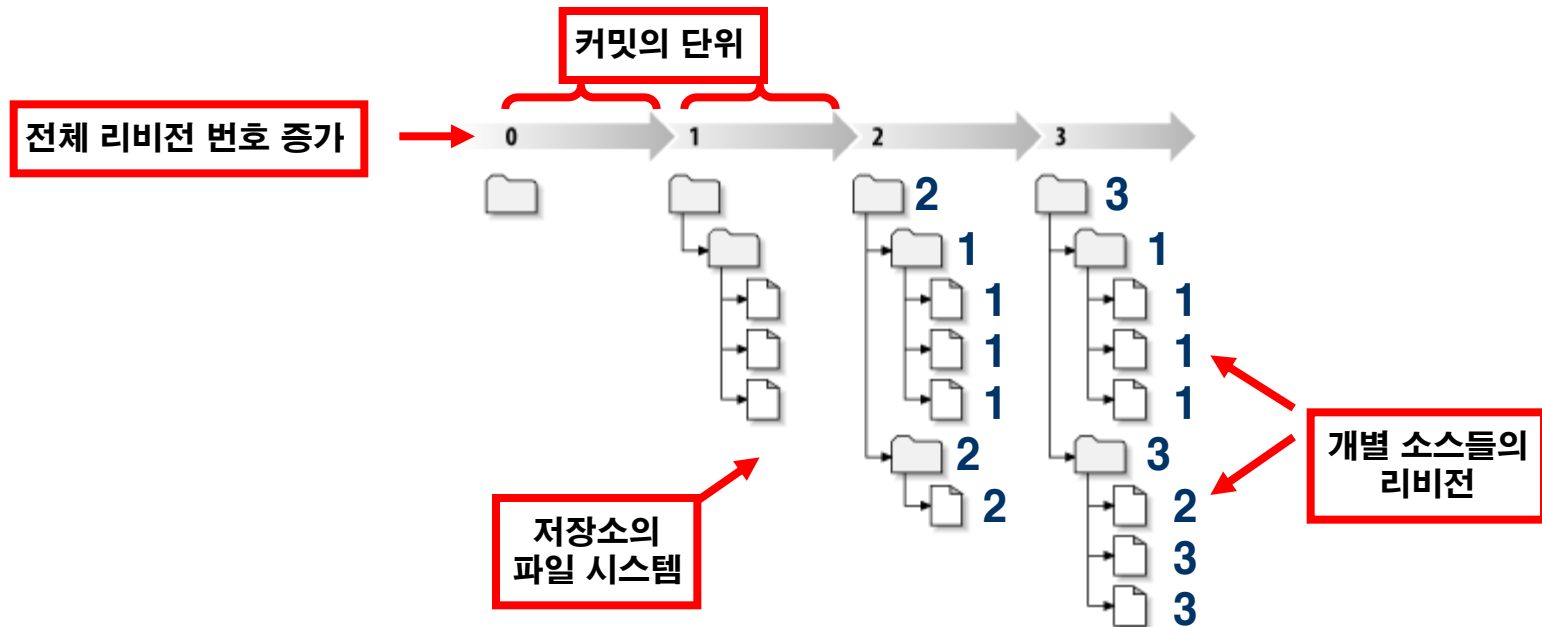 커밋의 단위
전체 리비전 번호 증가
0 1 2 3
2 3
1 1
1 1
1 1
1 1
2 3
2 2
3
3
개별 소스들의
리비전
저장소의
파일 시스템